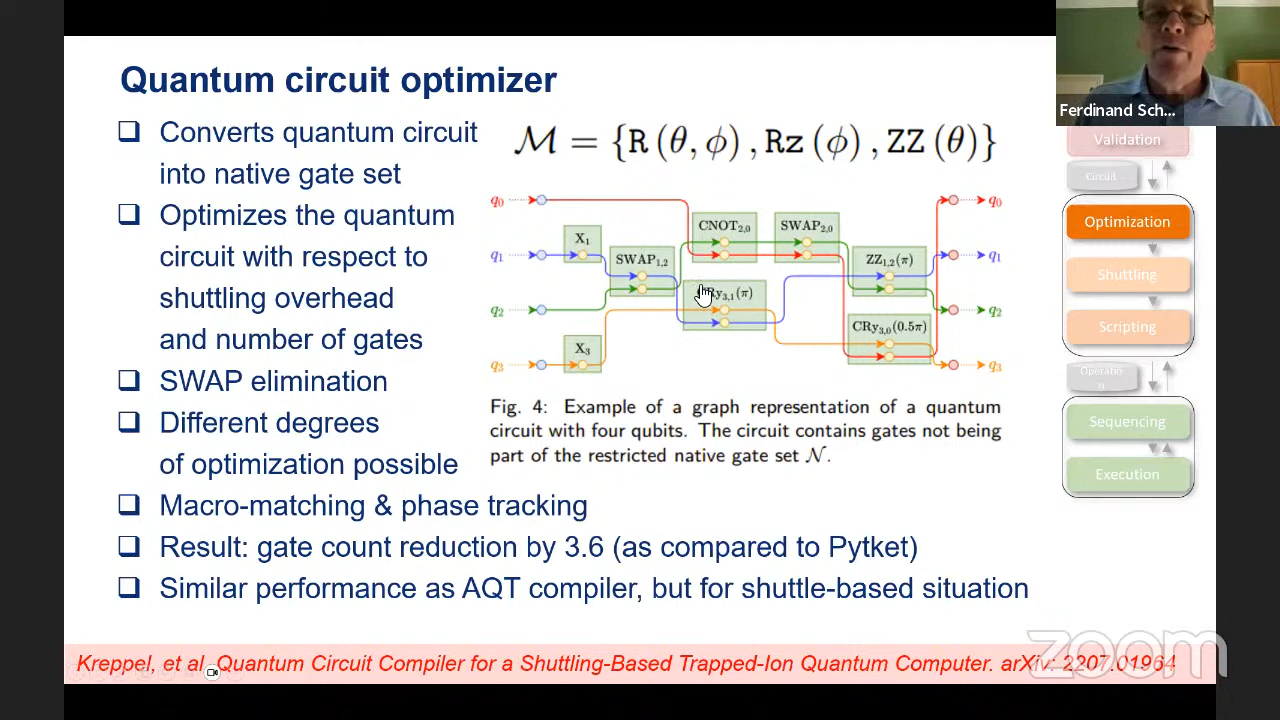 Quantum circuit optimizer
Converts quantum circuit
into native gate set
Optimizes the quantum
circuit with respect to
shuttling overhead
and number of gates
SWAP elimination
Different degrees
of optimization possible
Macro-matching & phase tracking
Result: gate count reduction by 3.6 (as compared to Pytket)
Similar performance as AQT compiler, but for shuttle-based situation
ℳ = {R (θ, ϕ) , Rz (ϕ) , ZZ (θ)}
q₀ CNOT₂,₀ SWAP₂,₀ q₀
q₁ X₁ SWAP₁,₂ ZZ₁,₂(π) q₁
q₂ Ry₃,₁(π) q₂
q₃ X₃ CRy₃,₀(0.5π) q₃
Fig. 4: Example of a graph representation of a quantum
circuit with four qubits. The circuit contains gates not being
part of the restricted native gate set 𝒩.
Kreppel, et al. Quantum Circuit Compiler for a Shuttling-Based Trapped-Ion Quantum Computer. arXiv: 2207.01964
Ferdinand Sch...
Validation
Circuit
Optimization
Shuttling
Scripting
Operatio
n
Sequencing
Execution
zoom